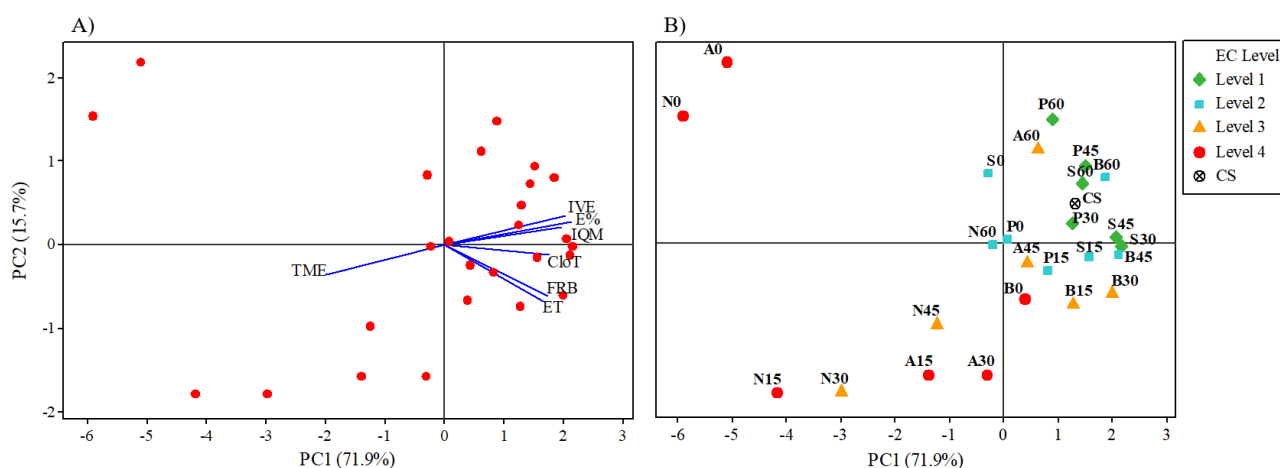 A)
B)
PC2 (15.7%)
2
1
0
-1
-2
IVE
E%
IQM
CloT
TME
FRB
ET
-6 -5 -4 -3 -2 -1 0 1 2 3
PC1 (71.9%)
A0
N0
P60
A60
P45
S0
S60
B60
CS
P30
N60
P0
S45
A45
S15
S30
P15
B45
B0
B15
B30
N45
A15
A30
N15
N30
-6 -5 -4 -3 -2 -1 0 1 2 3
PC1 (71.9%)
EC Level
Level 1
Level 2
Level 3
Level 4
CS